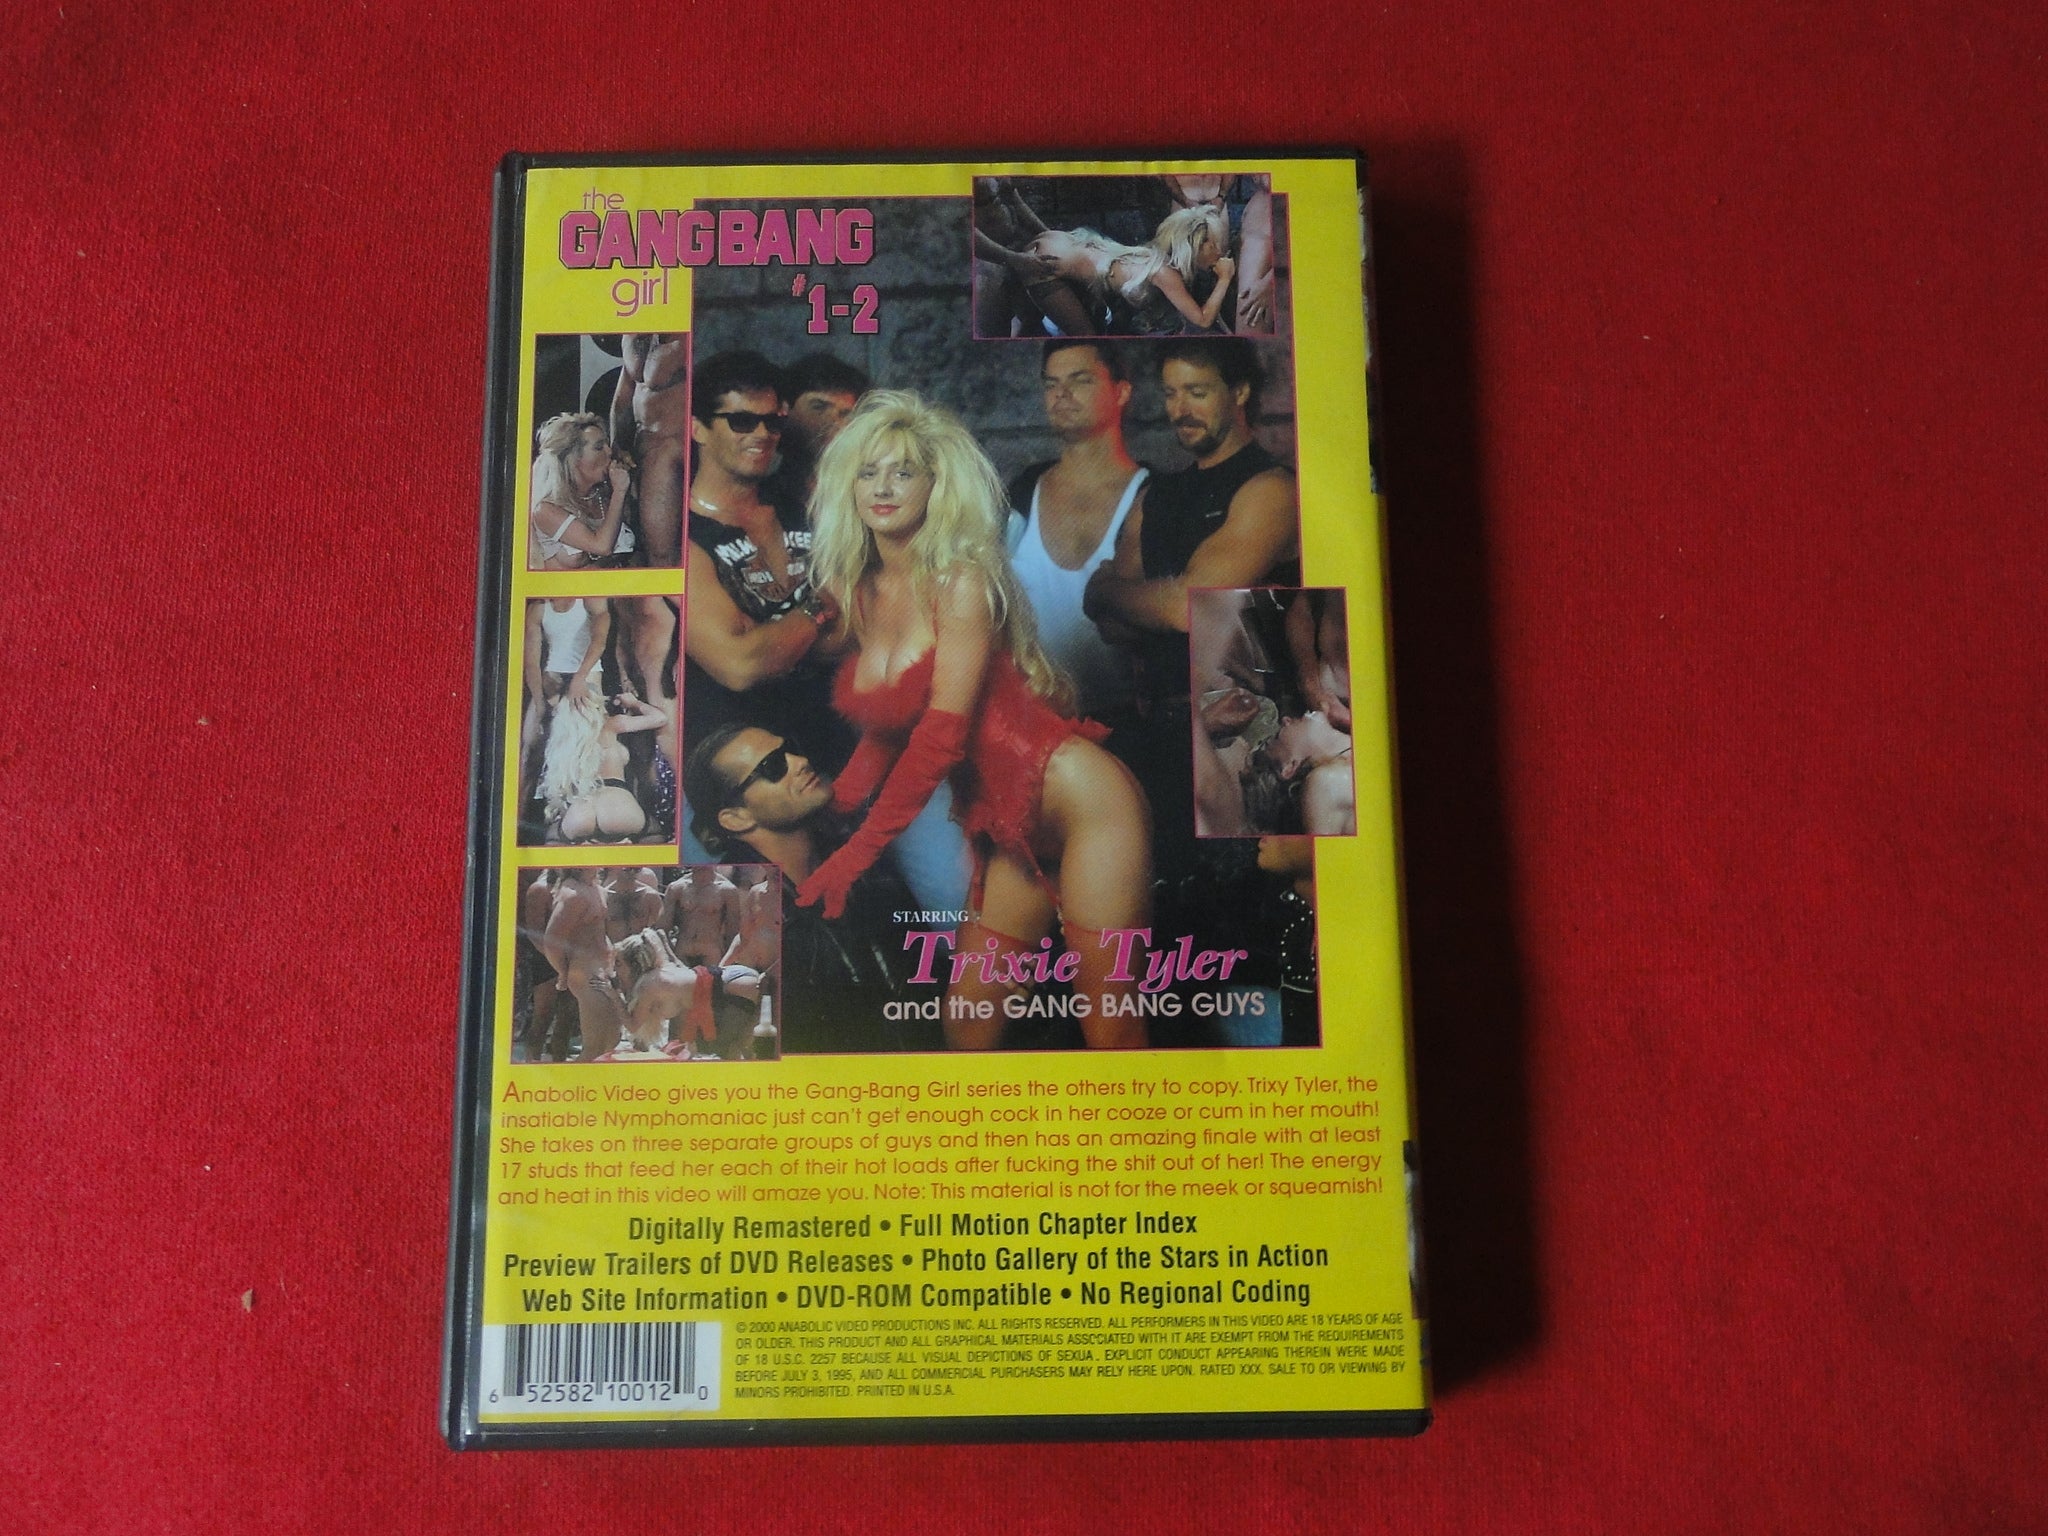 the
GANGBANG
girl
#1-2
STARRING
Trixie Tyler
and the GANG BANG GUYS
Anabolic Video gives you the Gang-Bang Girl series the others try to copy. Trixy Tyler, the
insatiable Nymphomaniac just can't get enough cock in her cooze or cum in her mouth!
She takes on three separate groups of guys and then has an amazing finale with at least
17 studs that feed her each of their hot loads after fucking the shit out of her! The energy
and heat in this video will amaze you. Note: This material is not for the meek or squeamish!
Digitally Remastered • Full Motion Chapter Index
Preview Trailers of DVD Releases • Photo Gallery of the Stars in Action
Web Site Information • DVD-ROM Compatible • No Regional Coding
© 2000 ANABOLIC VIDEO PRODUCTIONS INC. ALL RIGHTS RESERVED. ALL PERFORMERS IN THIS VIDEO ARE 18 YEARS OF AGE
OR OLDER. THIS PRODUCT AND ALL GRAPHICAL MATERIALS ASSOCIATED WITH IT ARE EXEMPT FROM THE REQUIREMENTS
OF 18 U.S.C. 2257 BECAUSE ALL VISUAL DEPICTIONS OF SEXUA. EXPLICIT CONDUCT APPEARING THEREIN WERE MADE
BEFORE JULY 3, 1995, AND ALL COMMERCIAL PURCHASERS MAY RELY HERE UPON. RATED XXX. SALE TO OR VIEWING BY
MINORS PROHIBITED. PRINTED IN U.S.A.
6 52582 10012 0